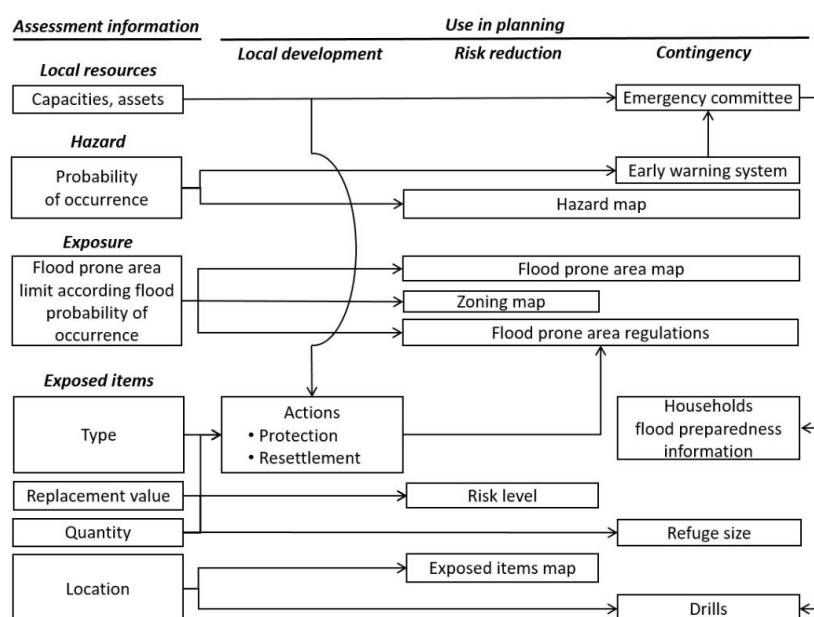 Assessment information
Use in planning
Local development
Risk reduction
Contingency
Local resources
Capacities, assets
Emergency committee
Hazard
Probability
of occurrence
Early warning system
Hazard map
Exposure
Flood prone area
limit according flood
probability of
occurrence
Flood prone area map
Zoning map
Flood prone area regulations
Exposed items
Type
Actions
• Protection
• Resettlement
Households
flood preparedness
information
Replacement value
Risk level
Quantity
Refuge size
Location
Exposed items map
Drills